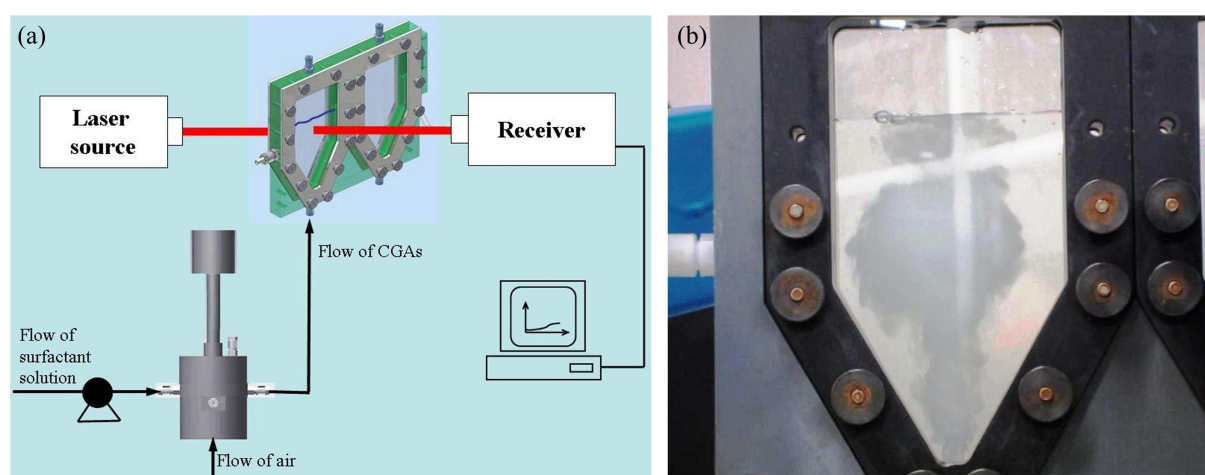 (a)
Laser
source
Receiver
Flow of CGAs
Flow of
surfactant
solution
Flow of air
(b)